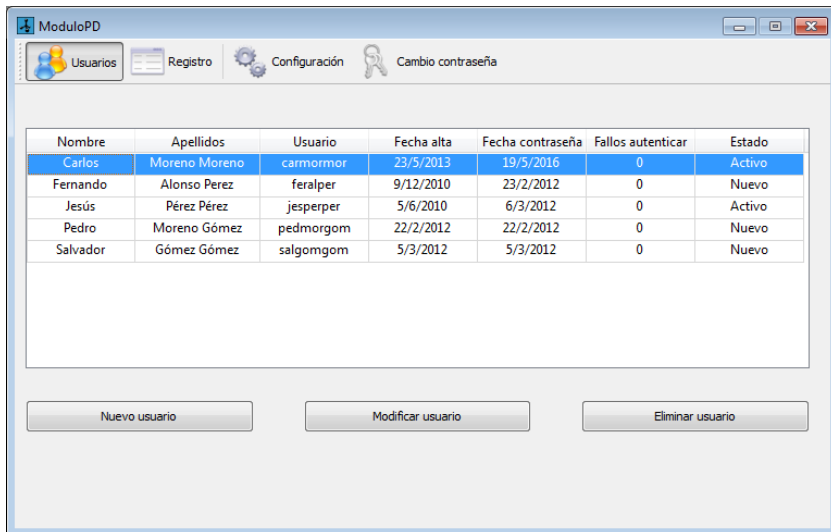 ModuloPD
Usuarios Registro Configuración Cambio contraseña
Nombre Apellidos Usuario Fecha alta Fecha contraseña Fallos autenticar Estado
Carlos Moreno Moreno carmormor 23/5/2013 19/5/2016 0 Activo
Fernando Alonso Perez feralper 9/12/2010 23/2/2012 0 Nuevo
Jesús Pérez Pérez jesperper 5/6/2010 6/3/2012 0 Activo
Pedro Moreno Gómez pedmorgom 22/2/2012 22/2/2012 0 Nuevo
Salvador Gómez Gómez salgomgom 5/3/2012 5/3/2012 0 Nuevo
Nuevo usuario Modificar usuario Eliminar usuario